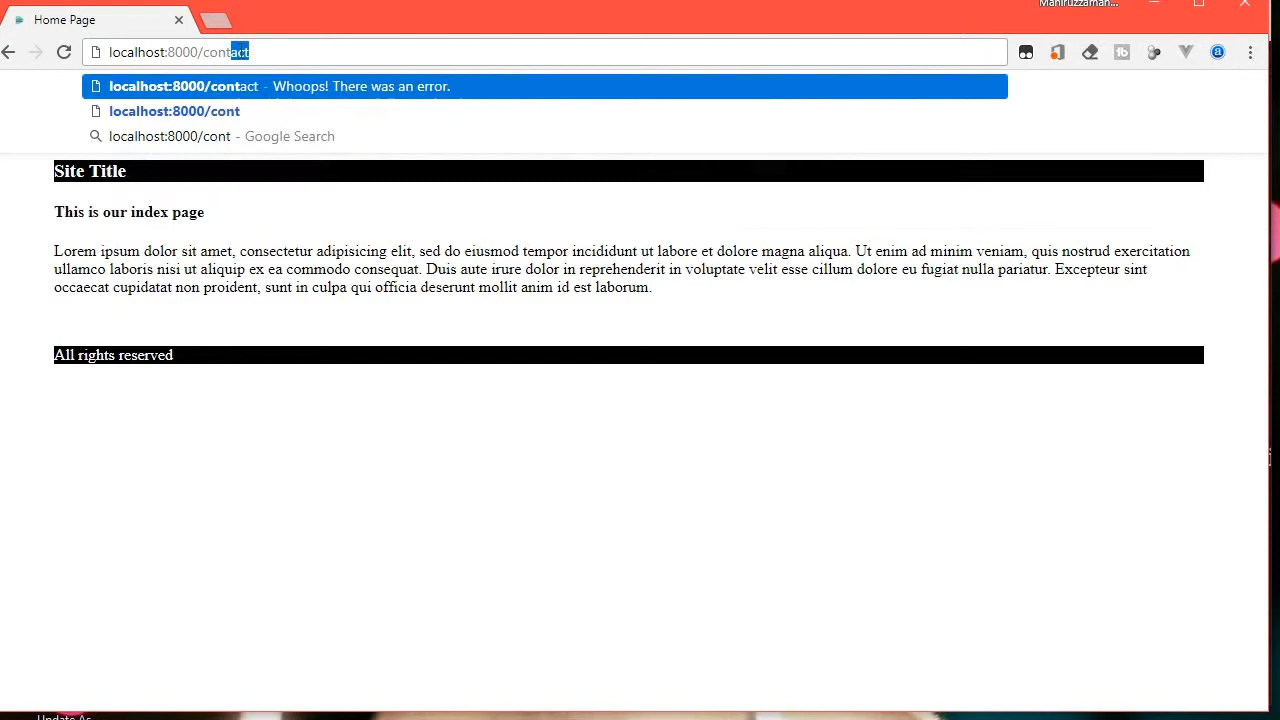 Mahiruzzaman...
Home Page
localhost:8000/contact
localhost:8000/contact - Whoops! There was an error.
localhost:8000/cont
localhost:8000/cont - Google Search
Site Title
This is our index page
Lorem ipsum dolor sit amet, consectetur adipisicing elit, sed do eiusmod tempor incididunt ut labore et dolore magna aliqua. Ut enim ad minim veniam, quis nostrud exercitation
ullamco laboris nisi ut aliquip ex ea commodo consequat. Duis aute irure dolor in reprehenderit in voluptate velit esse cillum dolore eu fugiat nulla pariatur. Excepteur sint
occaecat cupidatat non proident, sunt in culpa qui officia deserunt mollit anim id est laborum.
All rights reserved
Update As